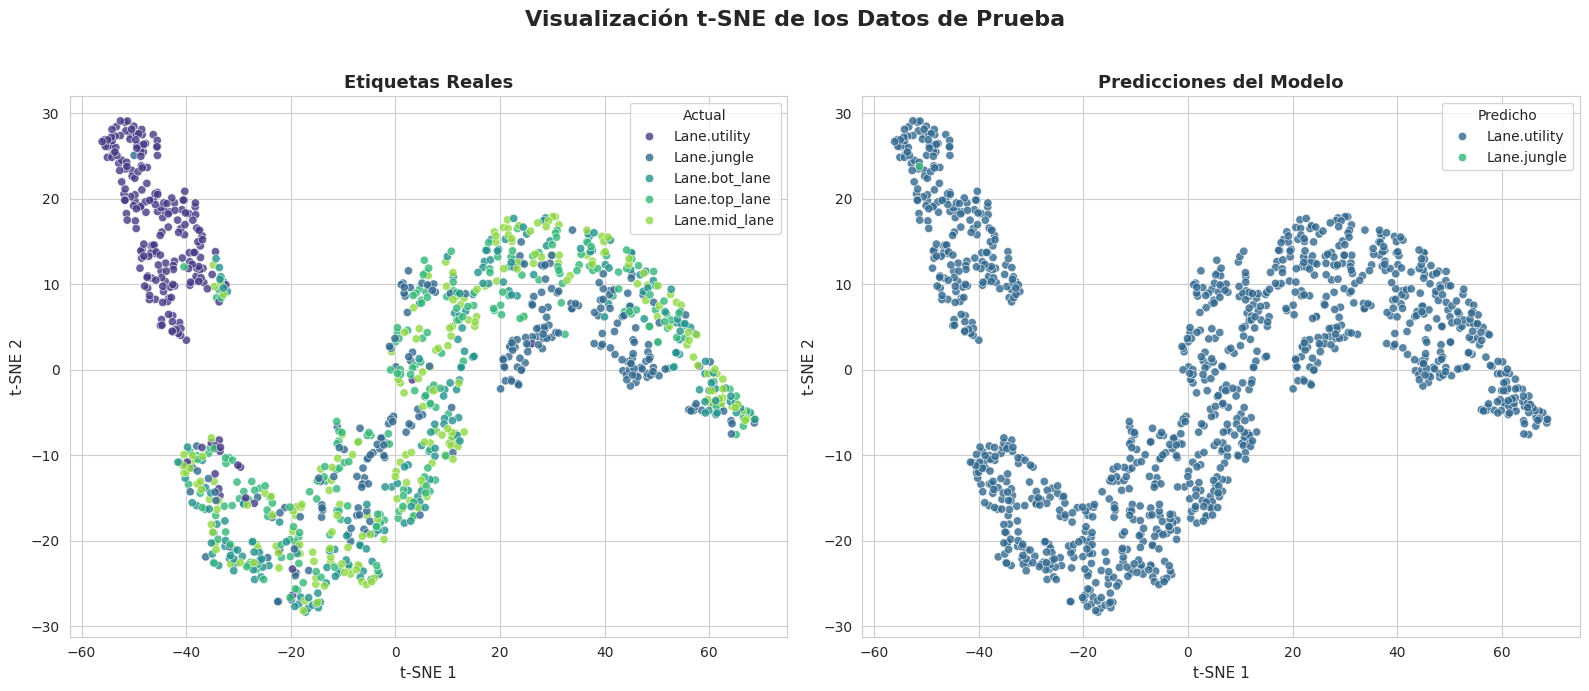 Visualización t-SNE de los Datos de Prueba
Etiquetas Reales
Actual
Lane.utility
Lane.jungle
Lane.bot_lane
Lane.top_lane
Lane.mid_lane
30
20
10
0
−10
−20
−30
t-SNE 2
−60
−40
−20
0
20
40
60
t-SNE 1
Predicciones del Modelo
Predicho
Lane.utility
Lane.jungle
30
20
10
0
−10
−20
−30
t-SNE 2
−60
−40
−20
0
20
40
60
t-SNE 1